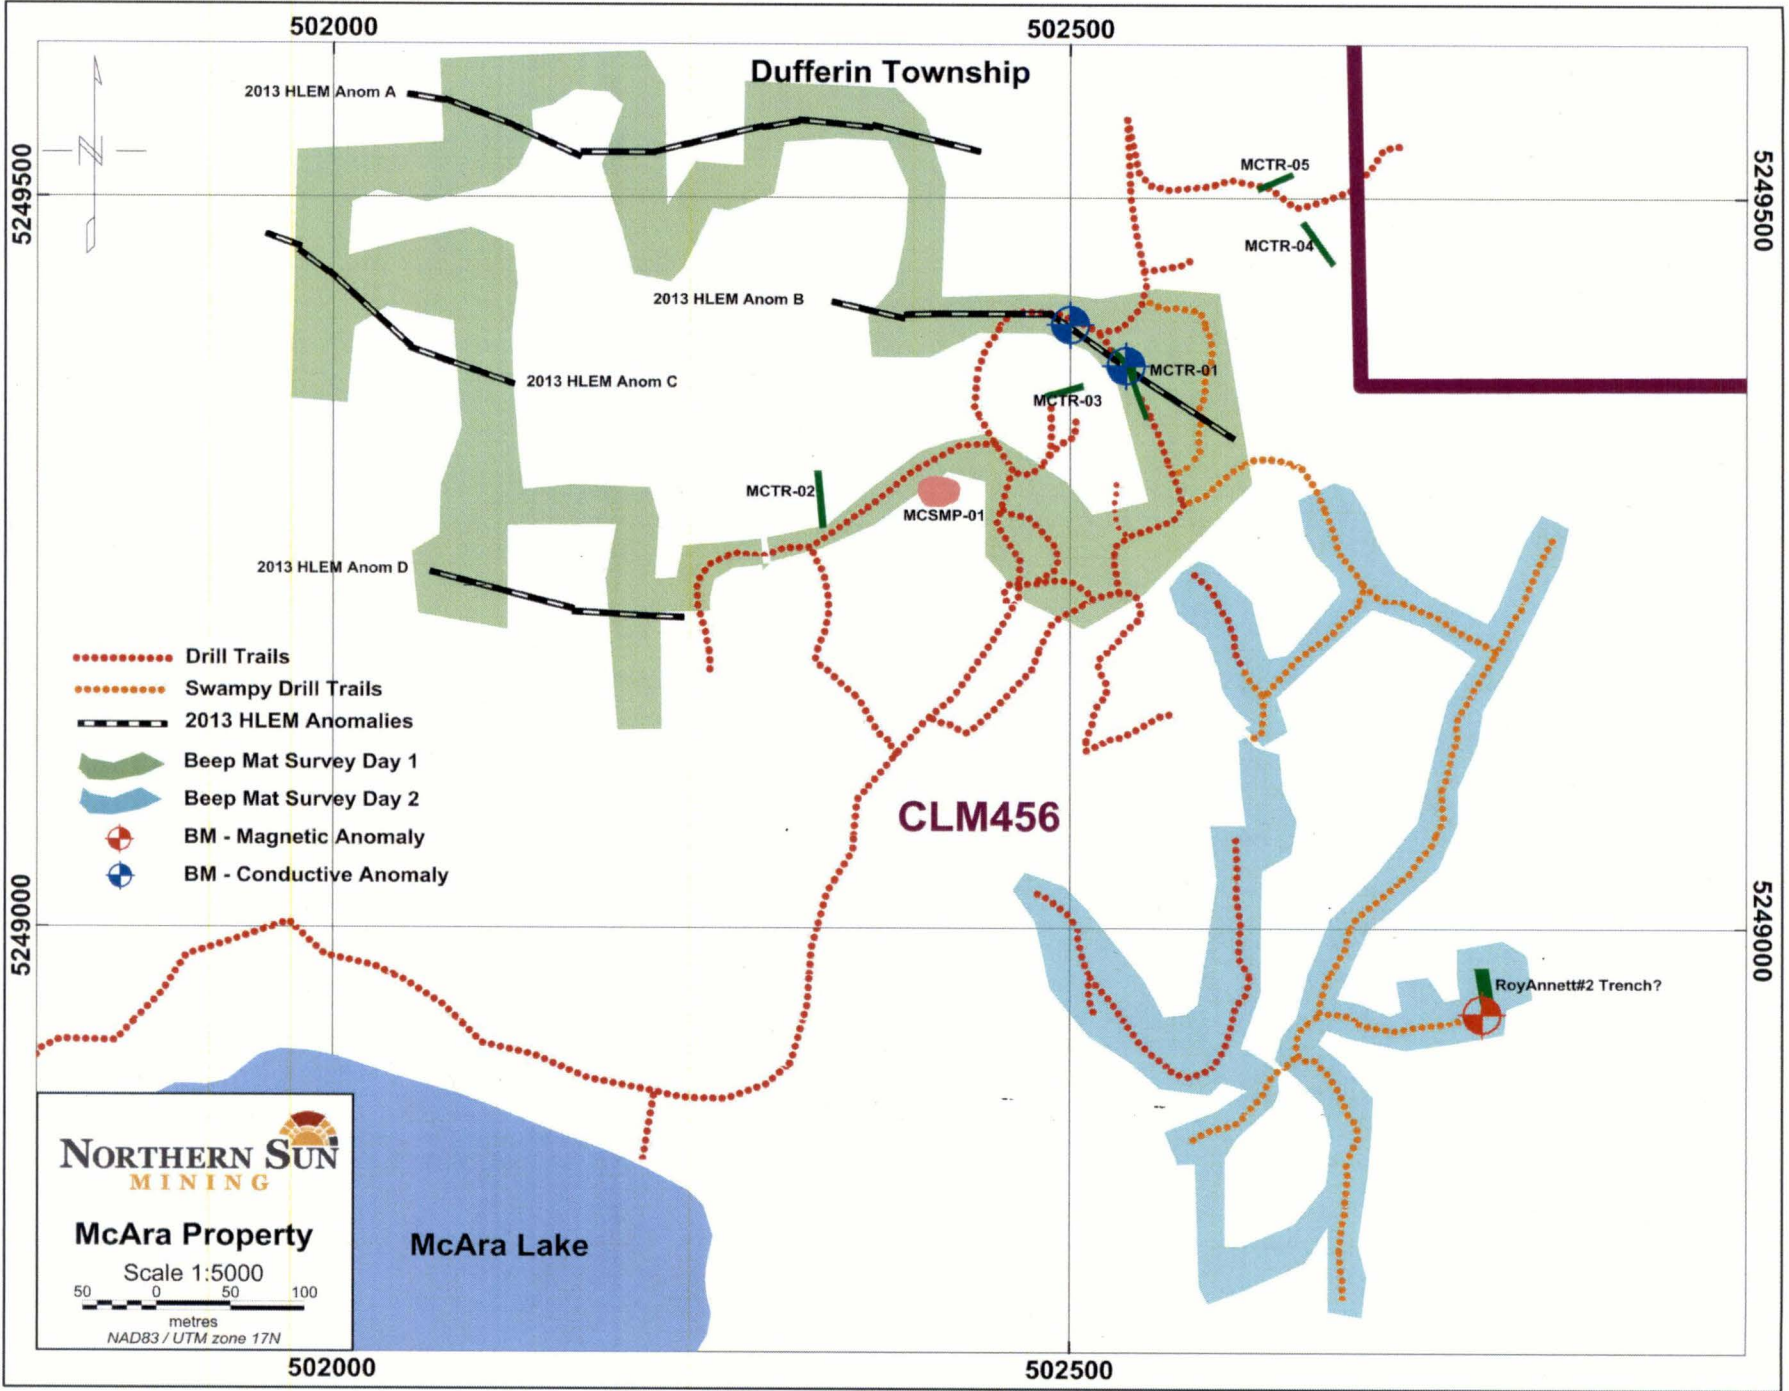 502000
502500
Dufferin Township
2013 HLEM Anom A
N
5249500
5249500
MCTR-05
MCTR-04
2013 HLEM Anom B
MCTR-01
2013 HLEM Anom C
MCTR-03
MCTR-02
MCSMP-01
2013 HLEM Anom D
Drill Trails
Swampy Drill Trails
2013 HLEM Anomalies
Beep Mat Survey Day 1
Beep Mat Survey Day 2
BM - Magnetic Anomaly
BM - Conductive Anomaly
CLM456
5249000
5249000
RoyAnnett#2 Trench?
NORTHERN SUN
MINING
McAra Property
Scale 1:5000
50 0 50 100
metres
NAD83 / UTM zone 17N
McAra Lake
502000
502500